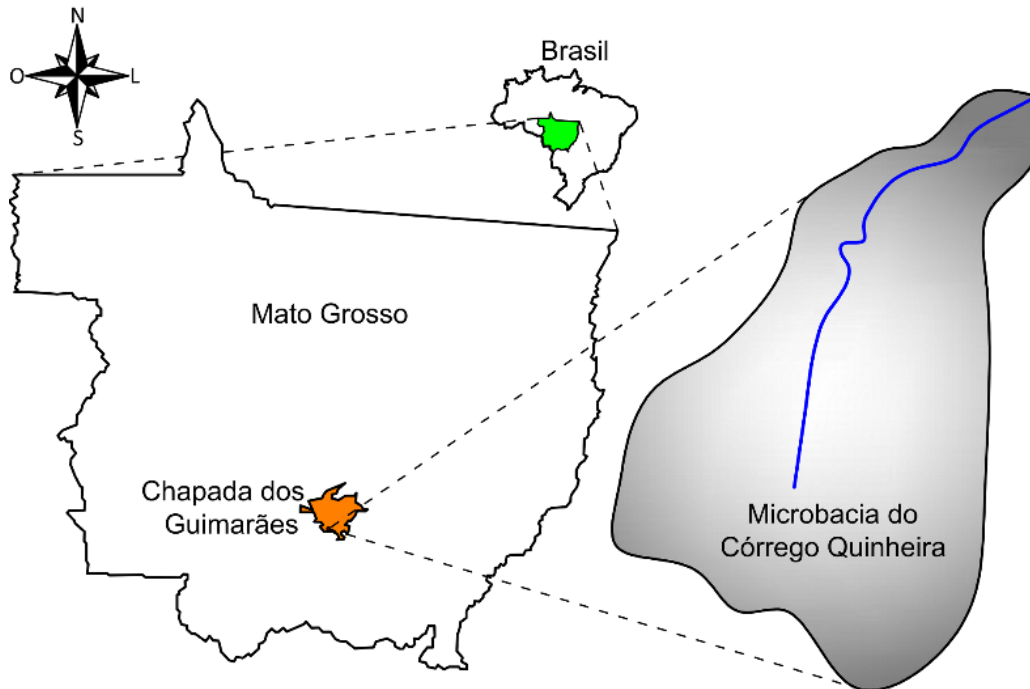 N
Brasil
O
L
S
Mato Grosso
Chapada dos
Guimarães
Microbacia do
Córrego Quinheira